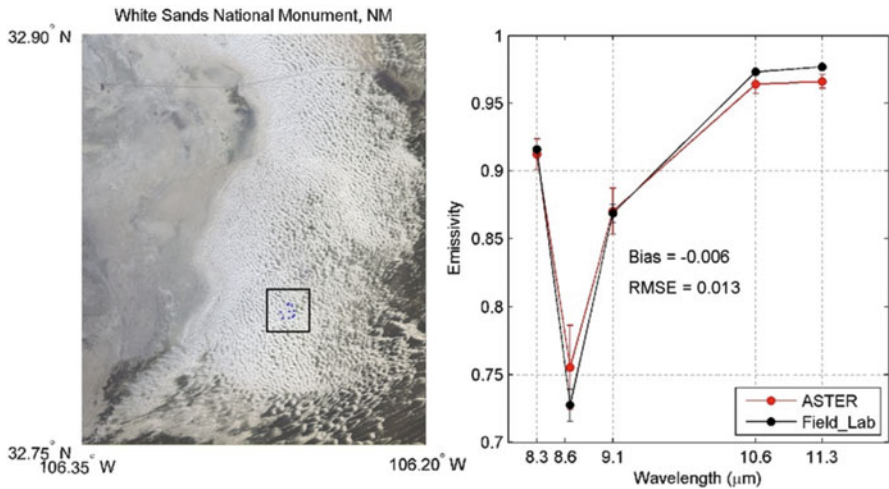 White Sands National Monument, NM
32.90° N
32.75° N
106.35° W
106.20° W
1
0.95
0.9
0.85
0.8
0.75
0.7
Emissivity
Bias = -0.006
RMSE = 0.013
ASTER
Field_Lab
8.3 8.6 9.1 10.6 11.3
Wavelength (μm)